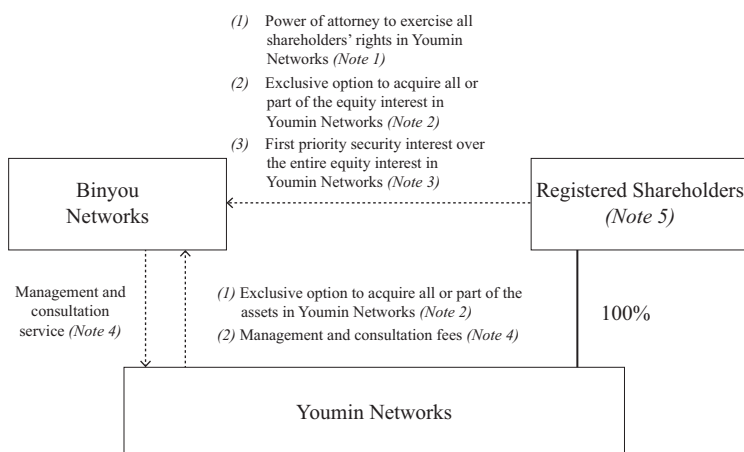 (1) Power of attorney to exercise all
shareholders’ rights in Youmin
Networks (Note 1)
(2) Exclusive option to acquire all or
part of the equity interest in
Youmin Networks (Note 2)
(3) First priority security interest over
the entire equity interest in
Youmin Networks (Note 3)
Binyou
Networks
Registered Shareholders
(Note 5)
Management and
consultation
service (Note 4)
(1) Exclusive option to acquire all or part of the
assets in Youmin Networks (Note 2)
(2) Management and consultation fees (Note 4)
100%
Youmin Networks